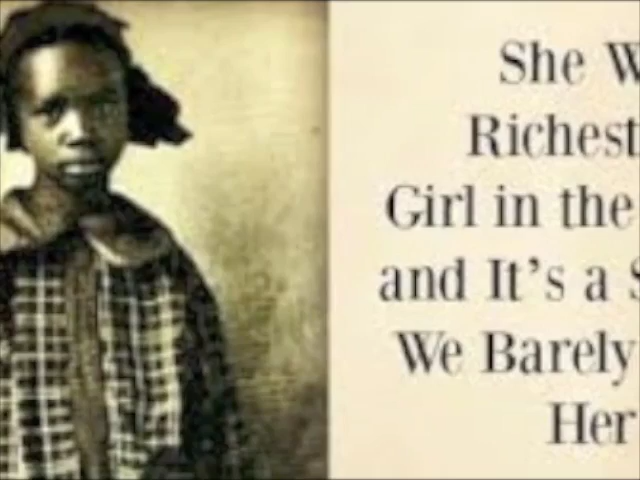 She W
Richest
Girl in the
and It's a S
We Barely
Her